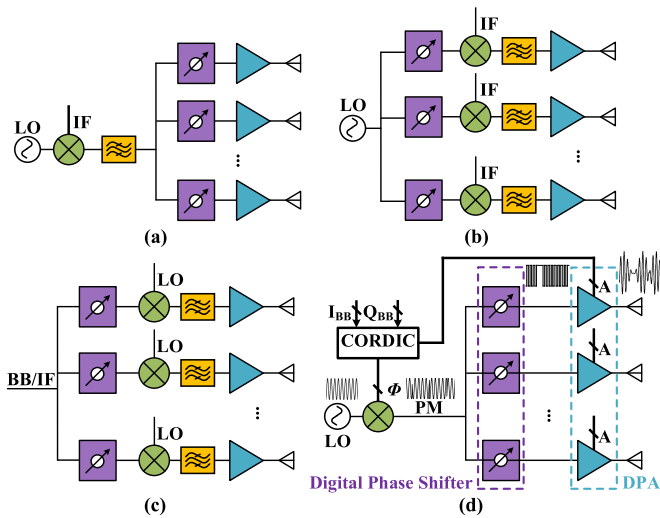 LO
IF
...
(a)
IF
LO
IF
IF
...
(b)
LO
BB/IF
LO
LO
...
(c)
I_BB
Q_BB
CORDIC
Φ
PM
LO
A
A
A
...
Digital Phase Shifter
DPA
(d)